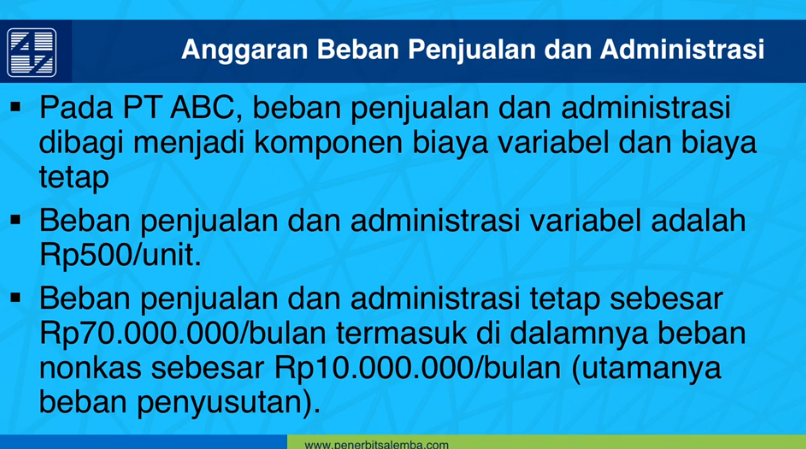 Anggaran Beban Penjualan dan Administrasi
▪ Pada PT ABC, beban penjualan dan administrasi
dibagi menjadi komponen biaya variabel dan biaya
tetap
▪ Beban penjualan dan administrasi variabel adalah
Rp500/unit.
▪ Beban penjualan dan administrasi tetap sebesar
Rp70.000.000/bulan termasuk di dalamnya beban
nonkas sebesar Rp10.000.000/bulan (utamanya
beban penyusutan).
www.penerbitsalemba.com